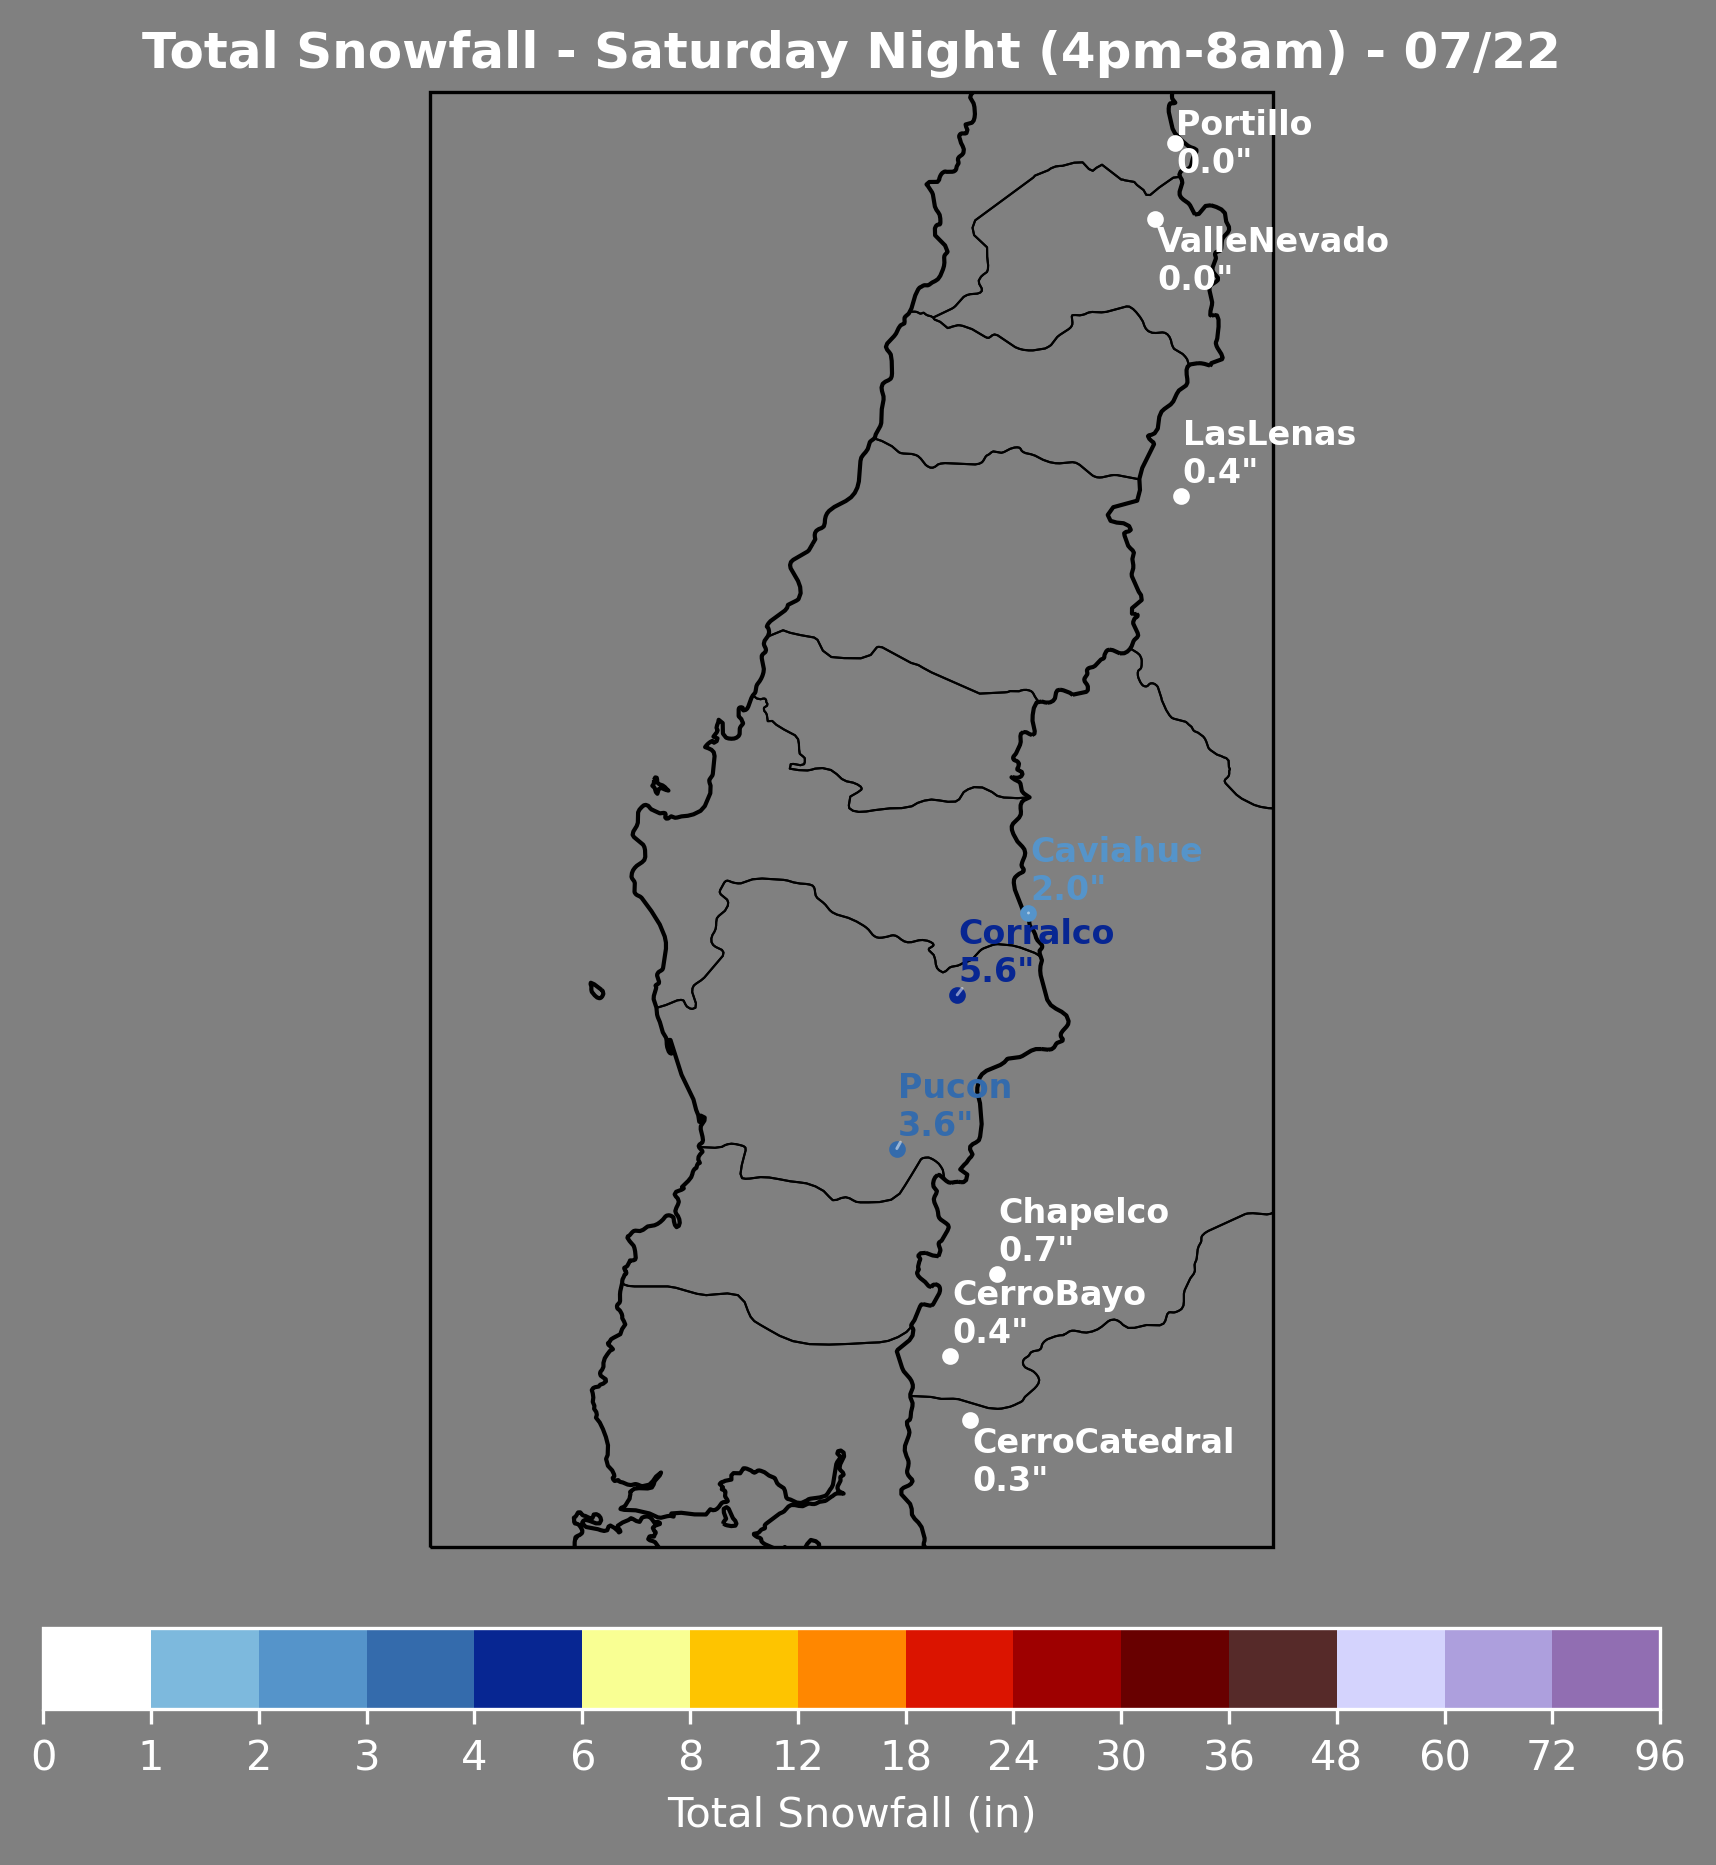 Total Snowfall - Saturday Night (4pm-8am) - 07/22
Portillo
0.0"
ValleNevado
0.0"
LasLenas
0.4"
Caviahue
2.0"
Corralco
5.6"
Pucon
3.6"
Chapelco
0.7"
CerroBayo
0.4"
CerroCatedral
0.3"
0 1 2 3 4 6 8 12 18 24 30 36 48 60 72 96
Total Snowfall (in)